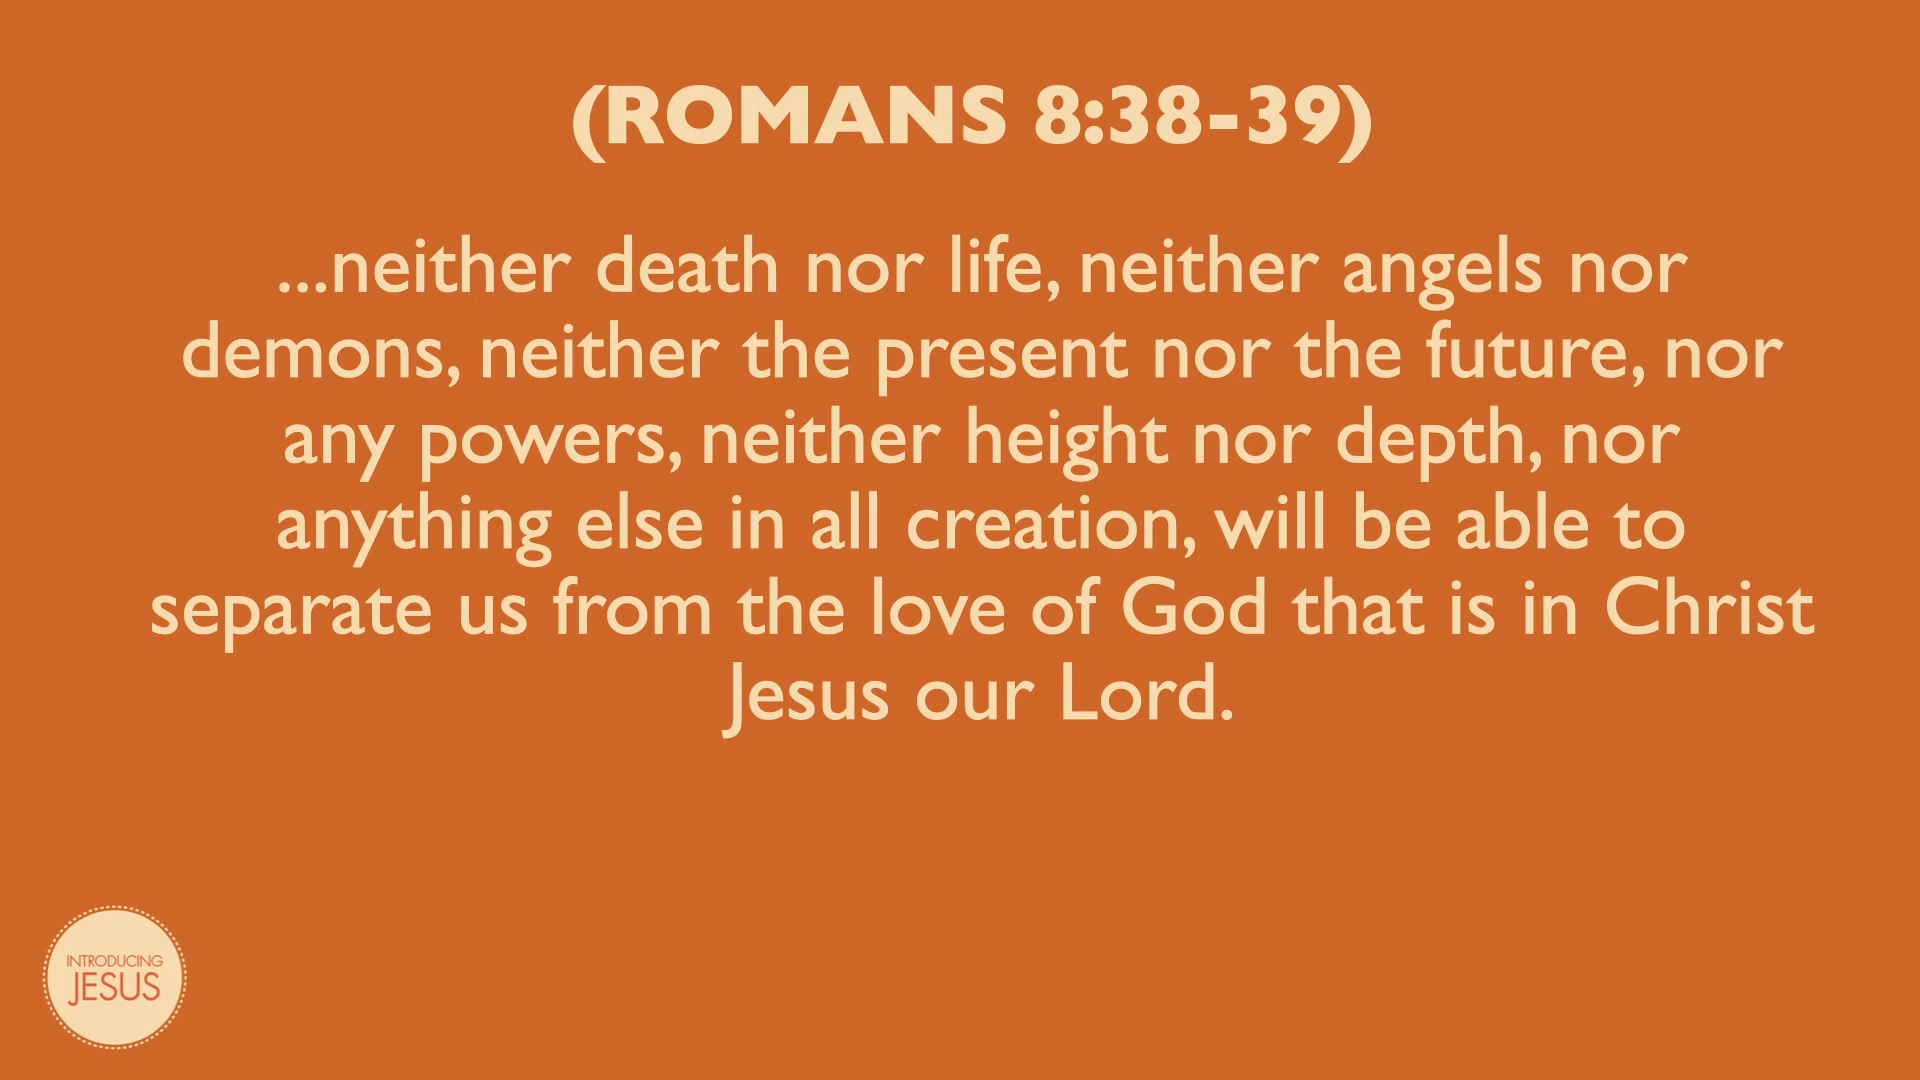 (ROMANS 8:38-39)
...neither death nor life, neither angels nor
demons, neither the present nor the future, nor
any powers, neither height nor depth, nor
anything else in all creation, will be able to
separate us from the love of God that is in Christ
Jesus our Lord.
INTRODUCING
JESUS